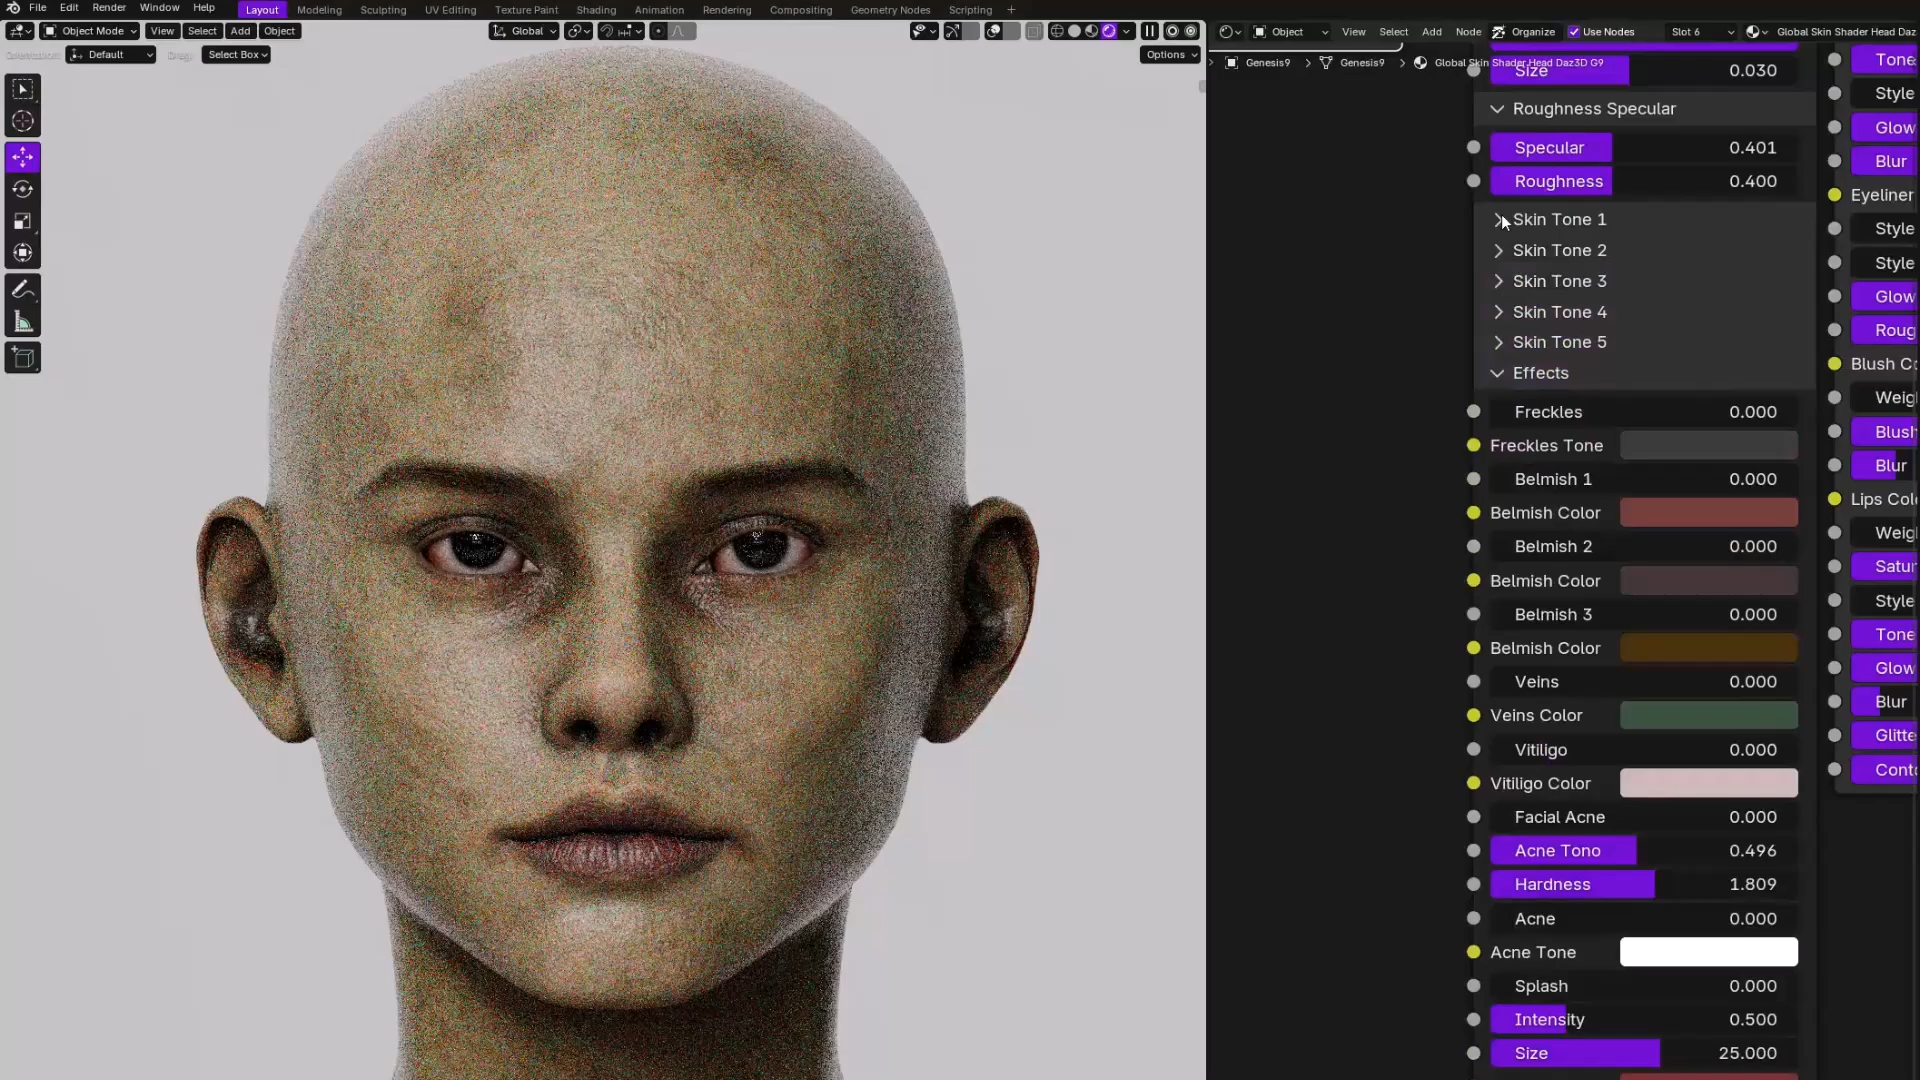 File Edit Render Window Help Layout Modeling Sculpting UV Editing Texture Paint Shading Animation Rendering Compositing Geometry Nodes Scripting +
Object Mode View Select Add Object Global
Default Drag: Select Box Options
Object View Select Add Node Organize Use Nodes Slot 6 Global Skin Shader Head Daz
Genesis9 Genesis9 Global Skin Shader Head Daz3D G9
Size 0.030
Roughness Specular
Specular 0.401
Roughness 0.400
Skin Tone 1
Skin Tone 2
Skin Tone 3
Skin Tone 4
Skin Tone 5
Effects
Freckles 0.000
Freckles Tone
Belmish 1 0.000
Belmish Color
Belmish 2 0.000
Belmish Color
Belmish 3 0.000
Belmish Color
Veins 0.000
Veins Color
Vitiligo 0.000
Vitiligo Color
Facial Acne 0.000
Acne Tono 0.496
Hardness 1.809
Acne 0.000
Acne Tone
Splash 0.000
Intensity 0.500
Size 25.000
Tone
Style
Glow
Blur
Eyeliner
Style
Style
Glow
Roug
Blush Co
Weig
Blush
Blur
Lips Col
Weig
Satur
Style
Tone
Glow
Blur
Glitte
Cont